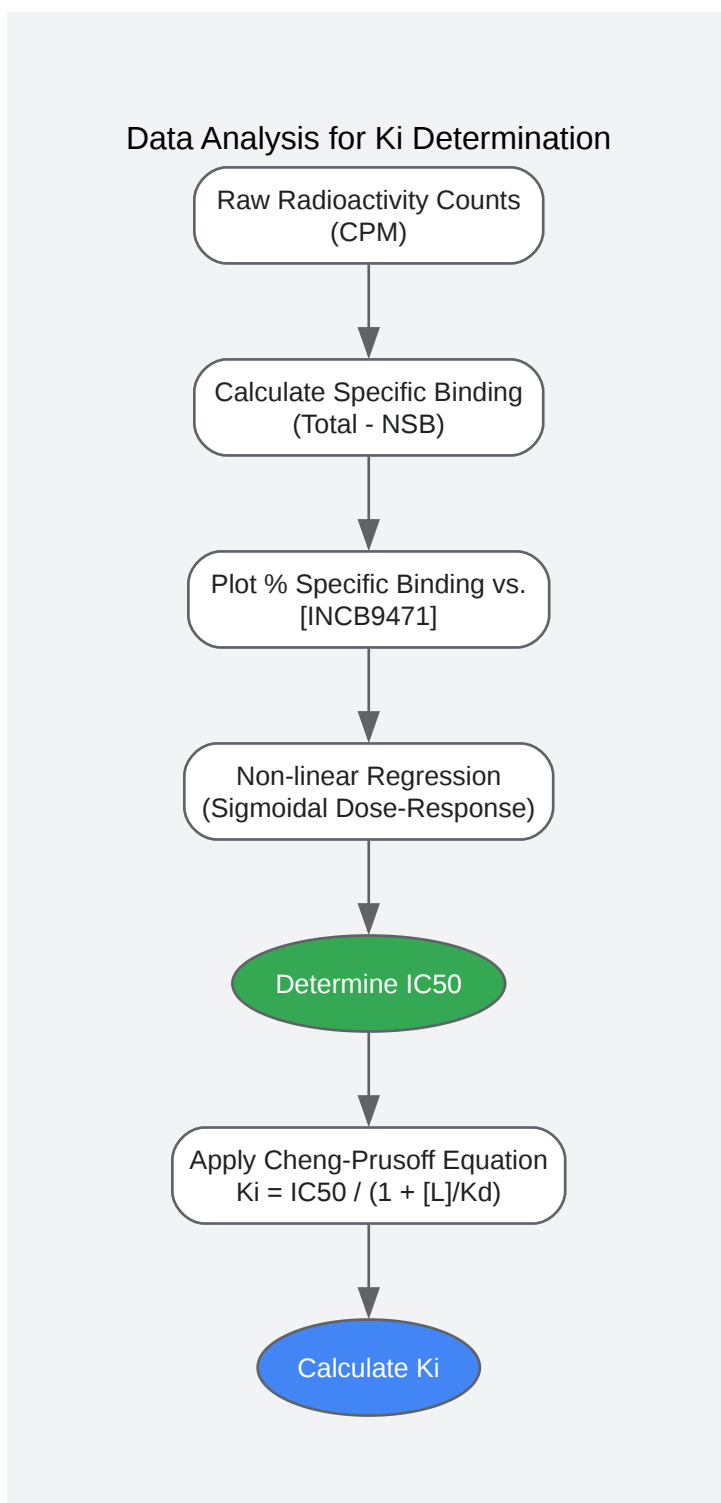 Data Analysis for Ki Determination
Raw Radioactivity Counts
(CPM)
Calculate Specific Binding
(Total - NSB)
Plot % Specific Binding vs.
[INCB9471]
Non-linear Regression
(Sigmoidal Dose-Response)
Determine IC50
Apply Cheng-Prusoff Equation
Ki = IC50 / (1 + [L]/Kd)
Calculate Ki